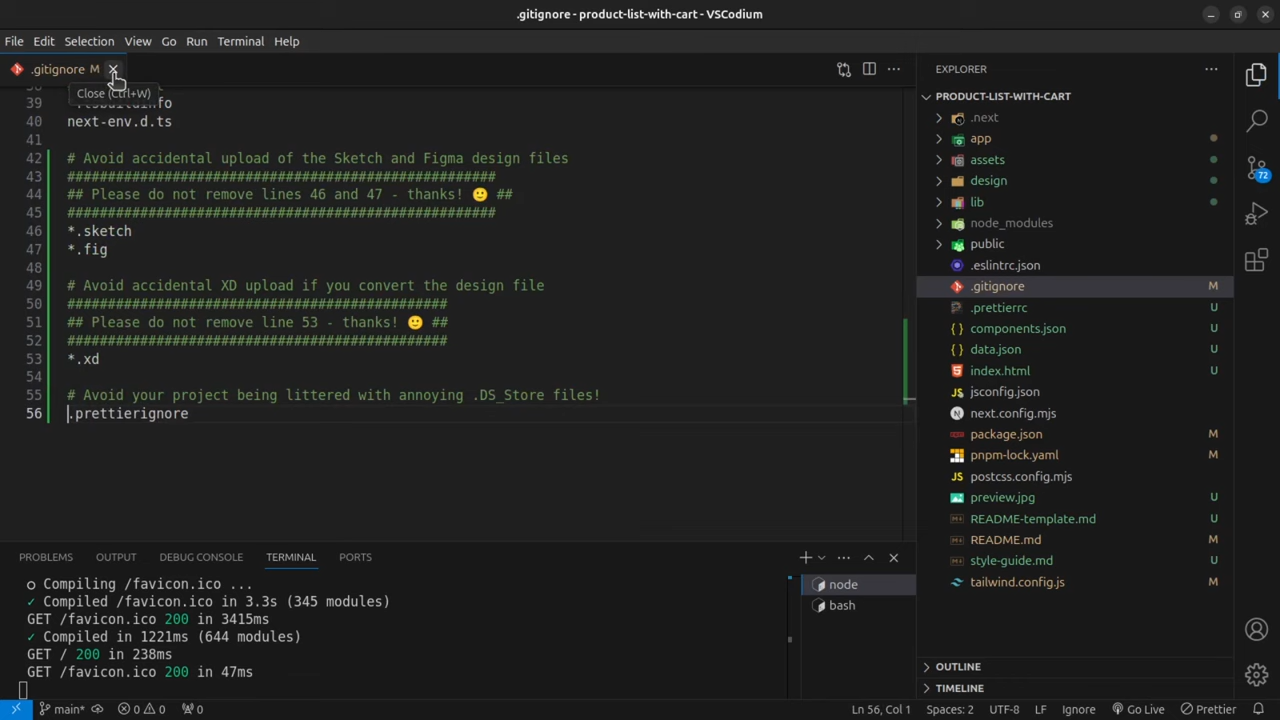 .gitignore - product-list-with-cart - VSCodium
File Edit Selection View Go Run Terminal Help
.gitignore M
Close (Ctrl+W)
39
40 next-env.d.ts
41
42 # Avoid accidental upload of the Sketch and Figma design files
43 ####################################################
44 ## Please do not remove lines 46 and 47 - thanks! 🙂 ##
45 ####################################################
46 *.sketch
47 *.fig
48
49 # Avoid accidental XD upload if you convert the design file
50 ###############################################
51 ## Please do not remove line 53 - thanks! 🙂 ##
52 ###############################################
53 *.xd
54
55 # Avoid your project being littered with annoying .DS_Store files!
56 .prettierignore
PROBLEMS OUTPUT DEBUG CONSOLE TERMINAL PORTS
○ Compiling /favicon.ico ...
✓ Compiled /favicon.ico in 3.3s (345 modules)
GET /favicon.ico 200 in 3415ms
✓ Compiled in 1221ms (644 modules)
GET / 200 in 238ms
GET /favicon.ico 200 in 47ms
node
bash
EXPLORER
PRODUCT-LIST-WITH-CART
.next
app
assets
design
lib
node_modules
public
.eslintrc.json
.gitignore M
.prettierrc U
components.json U
data.json U
index.html U
jsconfig.json
next.config.mjs
package.json M
pnpm-lock.yaml M
postcss.config.mjs
preview.jpg U
README-template.md U
README.md M
style-guide.md U
tailwind.config.js M
OUTLINE
TIMELINE
72
main* 0 0 0 Ln 56, Col 1 Spaces: 2 UTF-8 LF Ignore Go Live Prettier